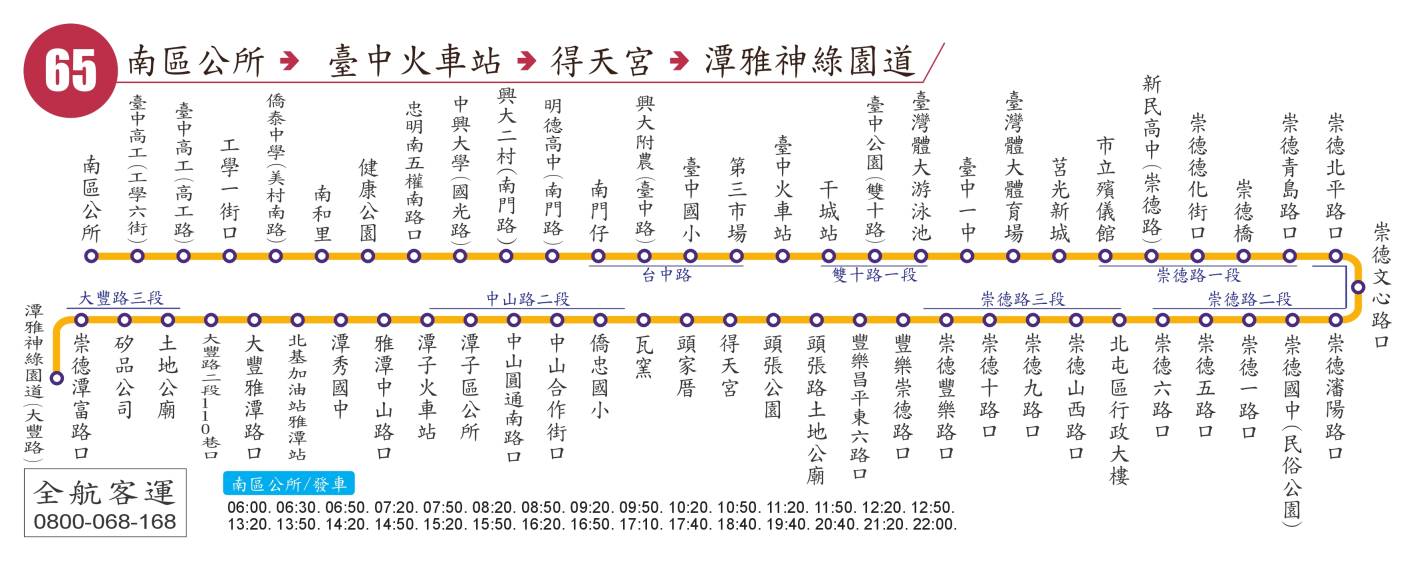 65
南區公所 ➔ 臺中火車站 ➔ 得天宮 ➔ 潭雅神綠園道
南區公所
臺中高工(工學六街)
臺中高工(高工路)
工學一街口
僑泰中學(美村南路)
南和里
健康公園
忠明南五權南路口
中興大學(國光路)
興大二村(南門路)
明德高中(南門路)
南門仔
興大附農(臺中路)
臺中國小
第三市場
臺中火車站
干城站
臺中公園(雙十路)
臺灣體大游泳池
臺中一中
臺灣體大體育場
莒光新城
市立殯儀館
新民高中(崇德路)
崇德德化街口
崇德橋
崇德青島路口
崇德北平路口
崇德文心路口
台中路
雙十路一段
崇德路一段
大豐路三段
中山路二段
崇德路三段
崇德路二段
潭雅神綠園道(大豐路)
崇德潭富路口
矽品公司
土地公廟
大豐路二段110巷口
大豐雅潭路口
北基加油站雅潭站
潭秀國中
雅潭中山路口
潭子火車站
潭子區公所
中山圓通南路口
中山合作街口
僑忠國小
瓦窯
頭家厝
得天宮
頭張公園
頭張路土地公廟
豐樂昌平東六路口
豐樂崇德路口
崇德豐樂路口
崇德十路口
崇德九路口
崇德山西路口
北屯區行政大樓
崇德六路口
崇德五路口
崇德一路口
崇德國中(民俗公園)
崇德瀋陽路口
全航客運
0800-068-168
南區公所/發車
06:00. 06:30. 06:50. 07:20. 07:50. 08:20. 08:50. 09:20. 09:50. 10:20. 10:50. 11:20. 11:50. 12:20. 12:50.
13:20. 13:50. 14:20. 14:50. 15:20. 15:50. 16:20. 16:50. 17:10. 17:40. 18:40. 19:40. 20:40. 21:20. 22:00.